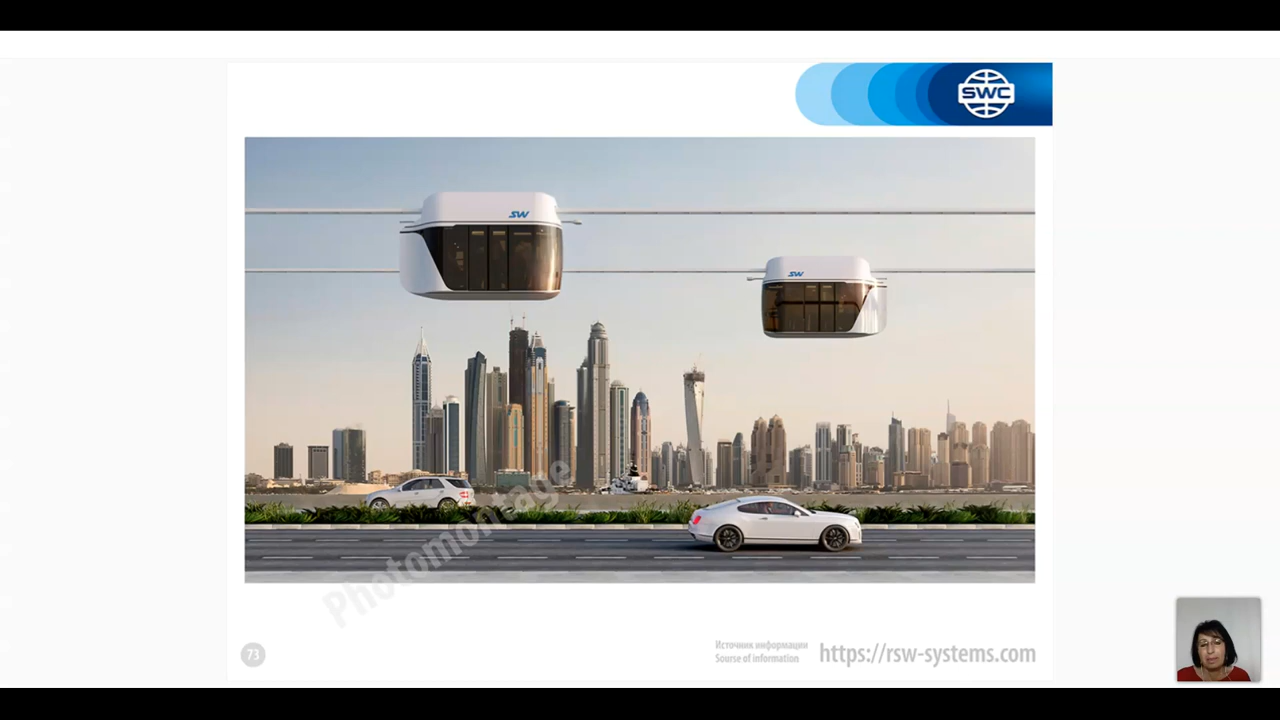 SWC
SW
SW
Photomontage
73
Источник информации
Sourse of information
https://rsw-systems.com